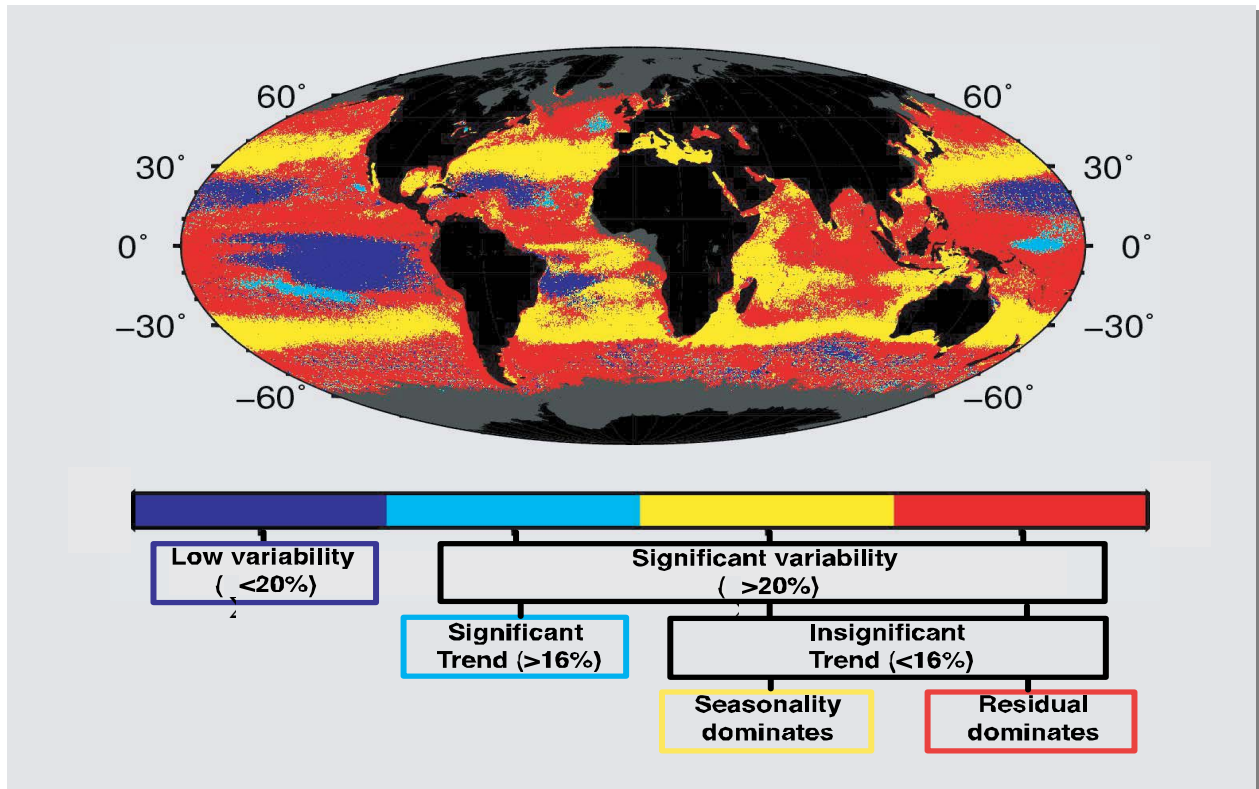 60° 60°
30° 30°
0° 0°
−30° −30°
−60° −60°
Low variability
( <20%)
Significant variability
( >20%)
Significant
Trend (>16%)
Insignificant
Trend (<16%)
Seasonality
dominates
Residual
dominates